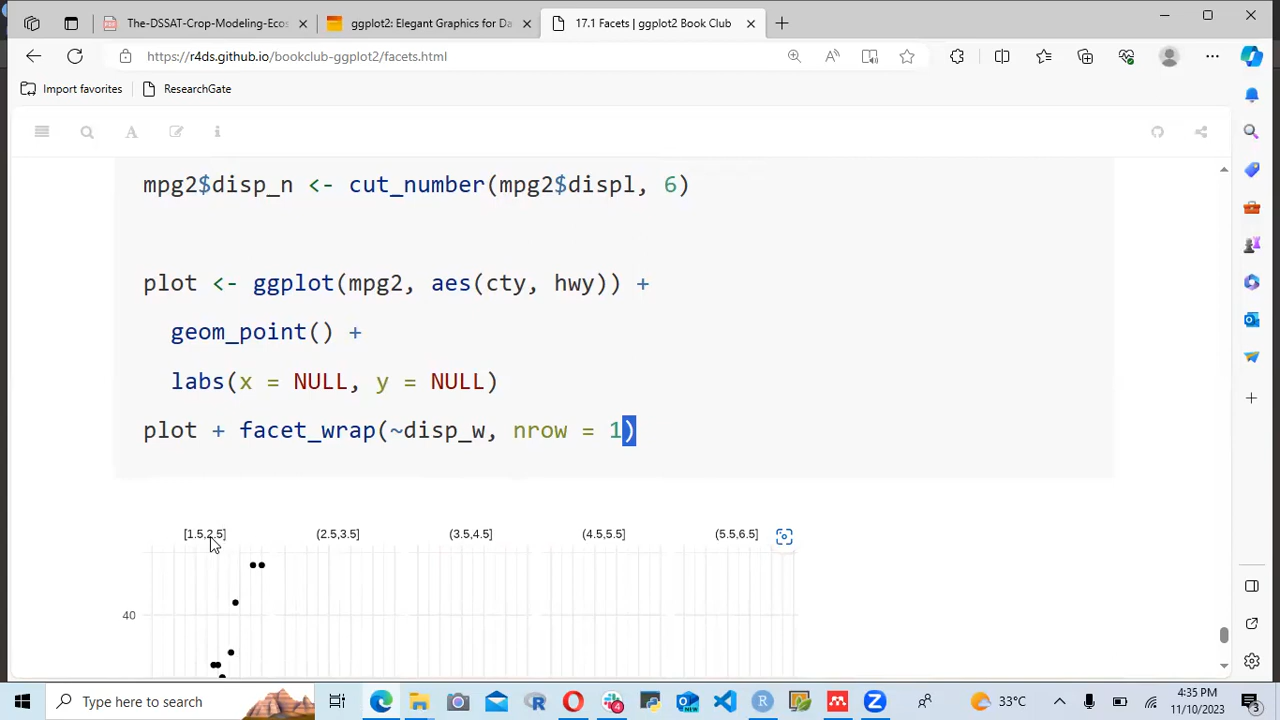 The-DSSAT-Crop-Modeling-Ecos
ggplot2: Elegant Graphics for Da
17.1 Facets | ggplot2 Book Club
https://r4ds.github.io/bookclub-ggplot2/facets.html
Import favorites
ResearchGate
mpg2$disp_n <- cut_number(mpg2$displ, 6)
plot <- ggplot(mpg2, aes(cty, hwy)) +
geom_point() +
labs(x = NULL, y = NULL)
plot + facet_wrap(~disp_w, nrow = 1)
[1.5,2.5] (2.5,3.5] (3.5,4.5] (4.5,5.5] (5.5,6.5]
40
Type here to search
4
33°C
4:35 PM
11/10/2023
3